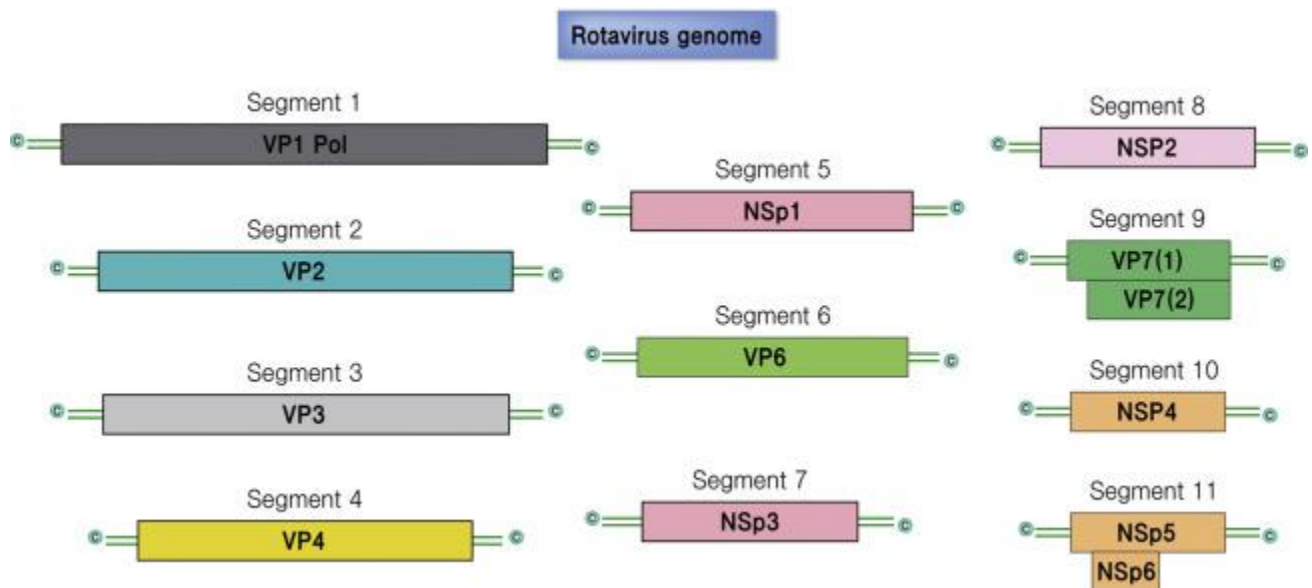 Rotavirus genome
Segment 1
© VP1 Pol ©
Segment 2
© VP2 ©
Segment 3
© VP3 ©
Segment 4
© VP4 ©
Segment 5
© NSp1 ©
Segment 6
© VP6 ©
Segment 7
© NSp3 ©
Segment 8
© NSP2 ©
Segment 9
© VP7(1) ©
VP7(2)
Segment 10
© NSP4 ©
Segment 11
© NSp5 ©
NSp6